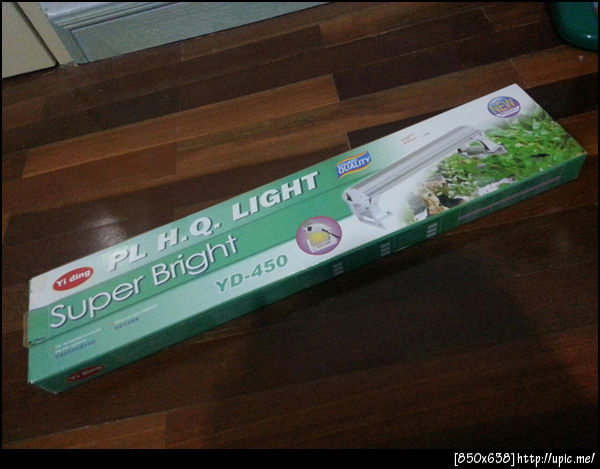 NEW
QUALITY
PL H.Q. LIGHT
Yi ding
Super Bright
YD-450
Yi ding
[850x638]http://upic.me/